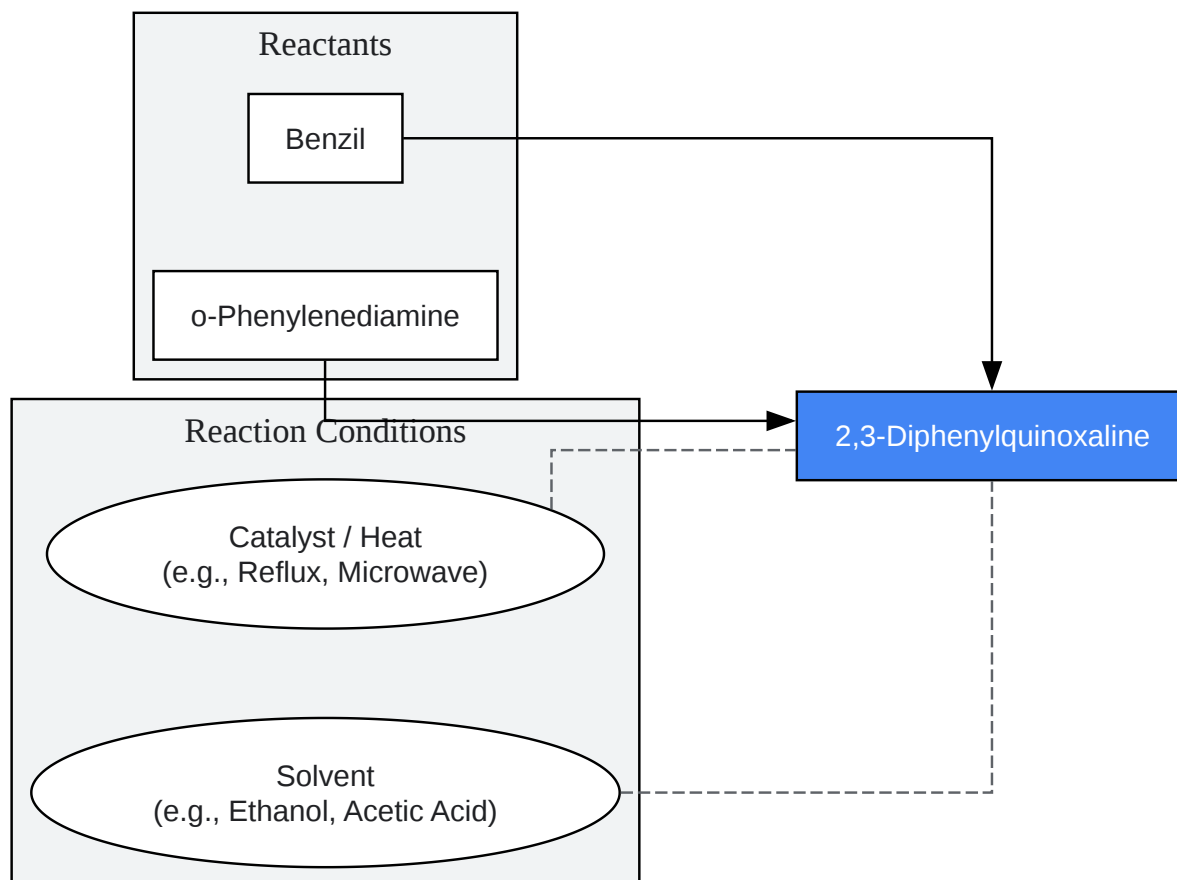 Reactants
Benzil
o-Phenylenediamine
Reaction Conditions
2,3-Diphenylquinoxaline
Catalyst / Heat
(e.g., Reflux, Microwave)
Solvent
(e.g., Ethanol, Acetic Acid)